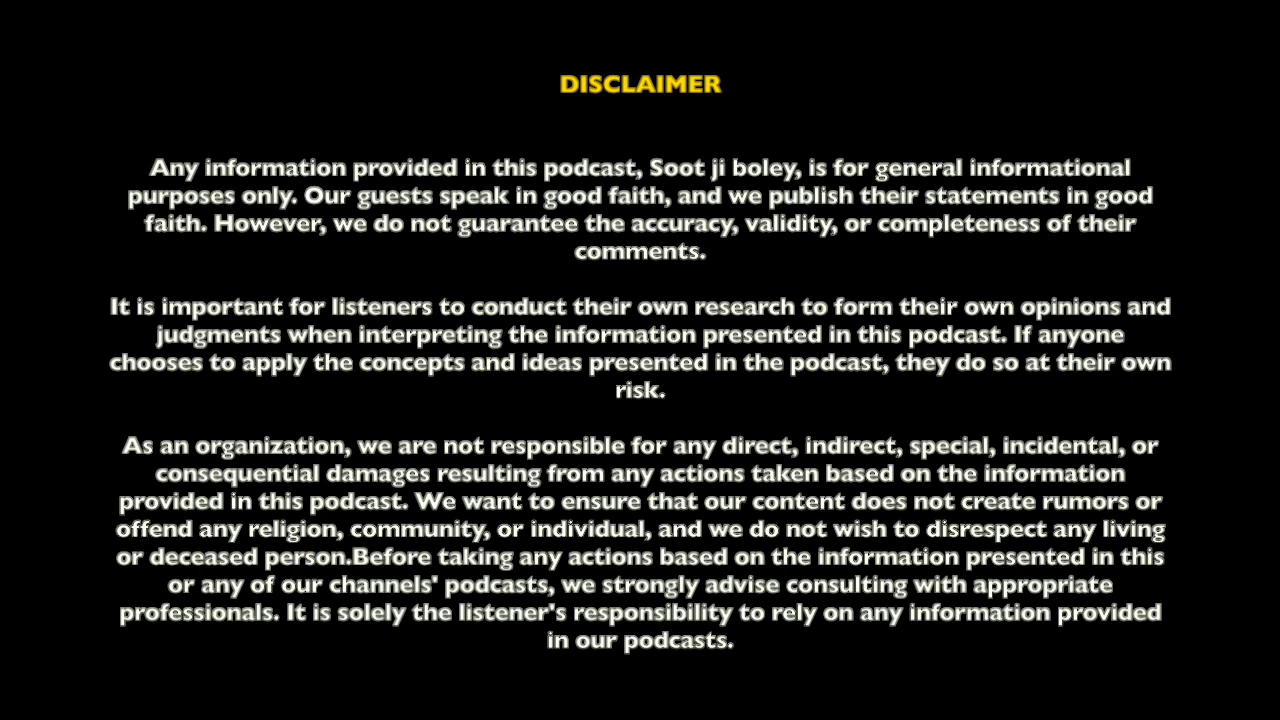 DISCLAIMER
Any information provided in this podcast, Soot ji boley, is for general informational
purposes only. Our guests speak in good faith, and we publish their statements in good
faith. However, we do not guarantee the accuracy, validity, or completeness of their
comments.
It is important for listeners to conduct their own research to form their own opinions and
judgments when interpreting the information presented in this podcast. If anyone
chooses to apply the concepts and ideas presented in the podcast, they do so at their own
risk.
As an organization, we are not responsible for any direct, indirect, special, incidental, or
consequential damages resulting from any actions taken based on the information
provided in this podcast. We want to ensure that our content does not create rumors or
offend any religion, community, or individual, and we do not wish to disrespect any living
or deceased person.Before taking any actions based on the information presented in this
or any of our channels' podcasts, we strongly advise consulting with appropriate
professionals. It is solely the listener's responsibility to rely on any information provided
in our podcasts.